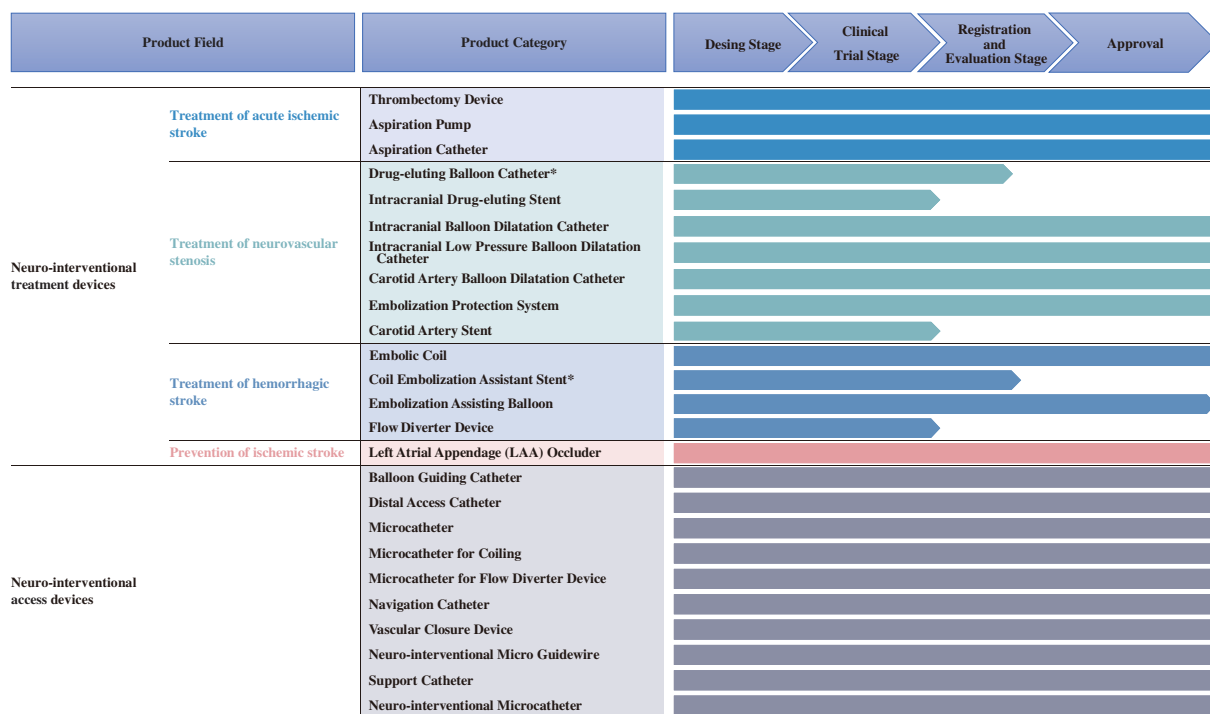 Product Field
Product Category
Desing Stage
Clinical
Trial Stage
Registration
and
Evaluation Stage
Approval
Neuro-interventional
treatment devices
Treatment of acute ischemic
stroke
Thrombectomy Device
Aspiration Pump
Aspiration Catheter
Treatment of neurovascular
stenosis
Drug-eluting Balloon Catheter*
Intracranial Drug-eluting Stent
Intracranial Balloon Dilatation Catheter
Intracranial Low Pressure Balloon Dilatation
Catheter
Carotid Artery Balloon Dilatation Catheter
Embolization Protection System
Carotid Artery Stent
Treatment of hemorrhagic
stroke
Embolic Coil
Coil Embolization Assistant Stent*
Embolization Assisting Balloon
Flow Diverter Device
Prevention of ischemic stroke
Left Atrial Appendage (LAA) Occluder
Neuro-interventional
access devices
Balloon Guiding Catheter
Distal Access Catheter
Microcatheter
Microcatheter for Coiling
Microcatheter for Flow Diverter Device
Navigation Catheter
Vascular Closure Device
Neuro-interventional Micro Guidewire
Support Catheter
Neuro-interventional Microcatheter